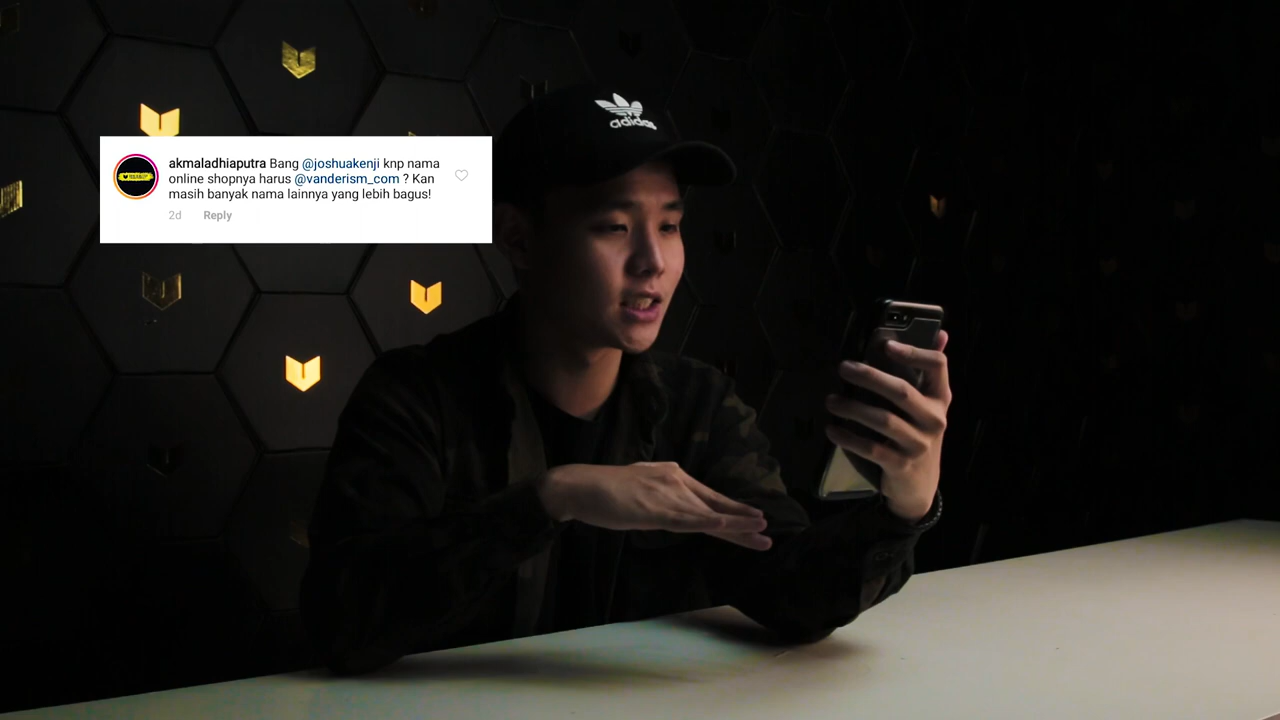 adidas
akmaladhiaputra Bang @joshuakenji knp nama
online shopnya harus @vanderism_com ? Kan
masih banyak nama lainnya yang lebih bagus!
2d Reply